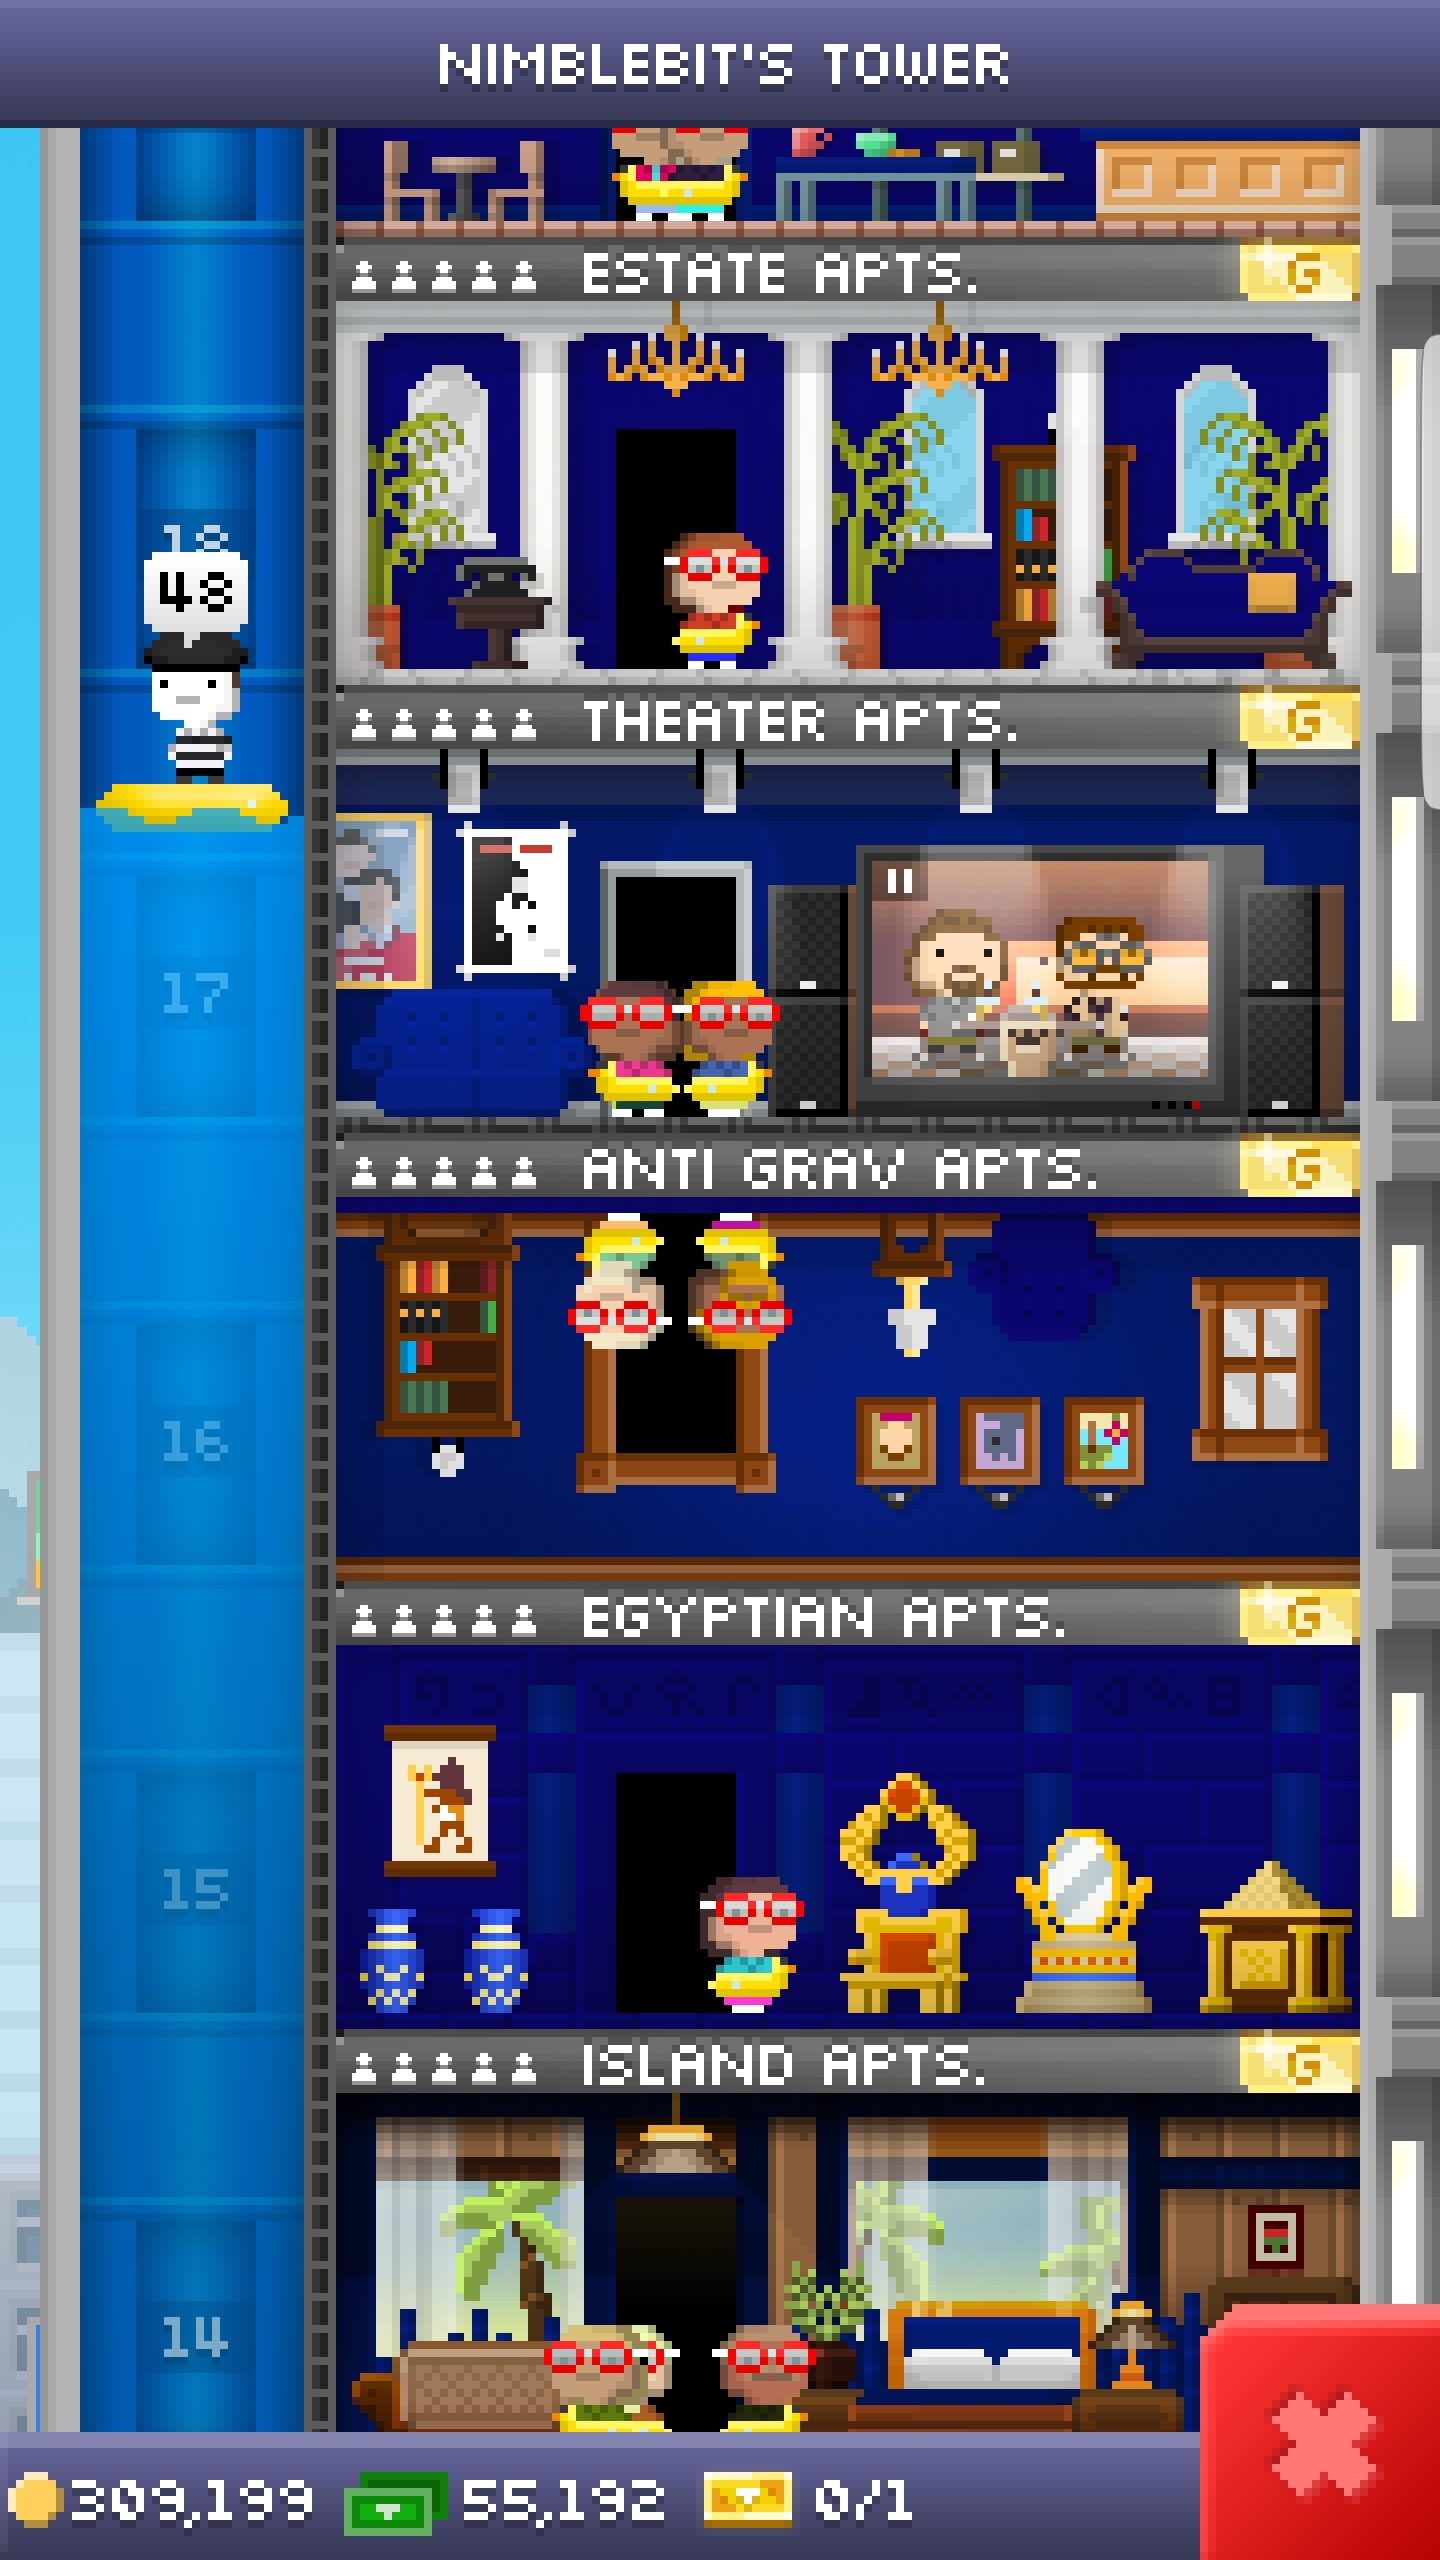 NIMBLEBIT'S TOWER
ESTATE APTS.
G
18
48
THEATER APTS.
G
17
ANTI GRAV APTS.
G
16
EGYPTIAN APTS.
G
15
ISLAND APTS.
G
14
309,199
55,192
0/1